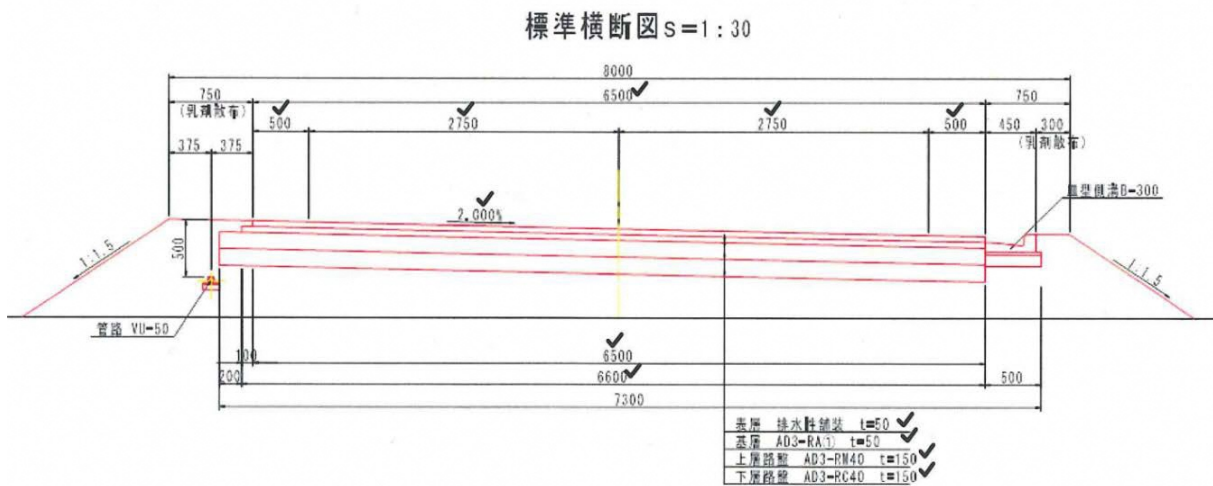 標準横断図 S=1:30
8000
750 6500 750
(乳剤散布)
500 2750 2750 500 450 300
(乳剤散布)
375 375
皿型側溝B-300
2.000%
1:1.5
500
1:1.5
管路 VU-50
100 6500
200 6600 500
7300
表層 排水性舗装 t=50
基層 AD3-RA① t=50
上層路盤 AD3-RM40 t=150
下層路盤 AD3-RC40 t=150